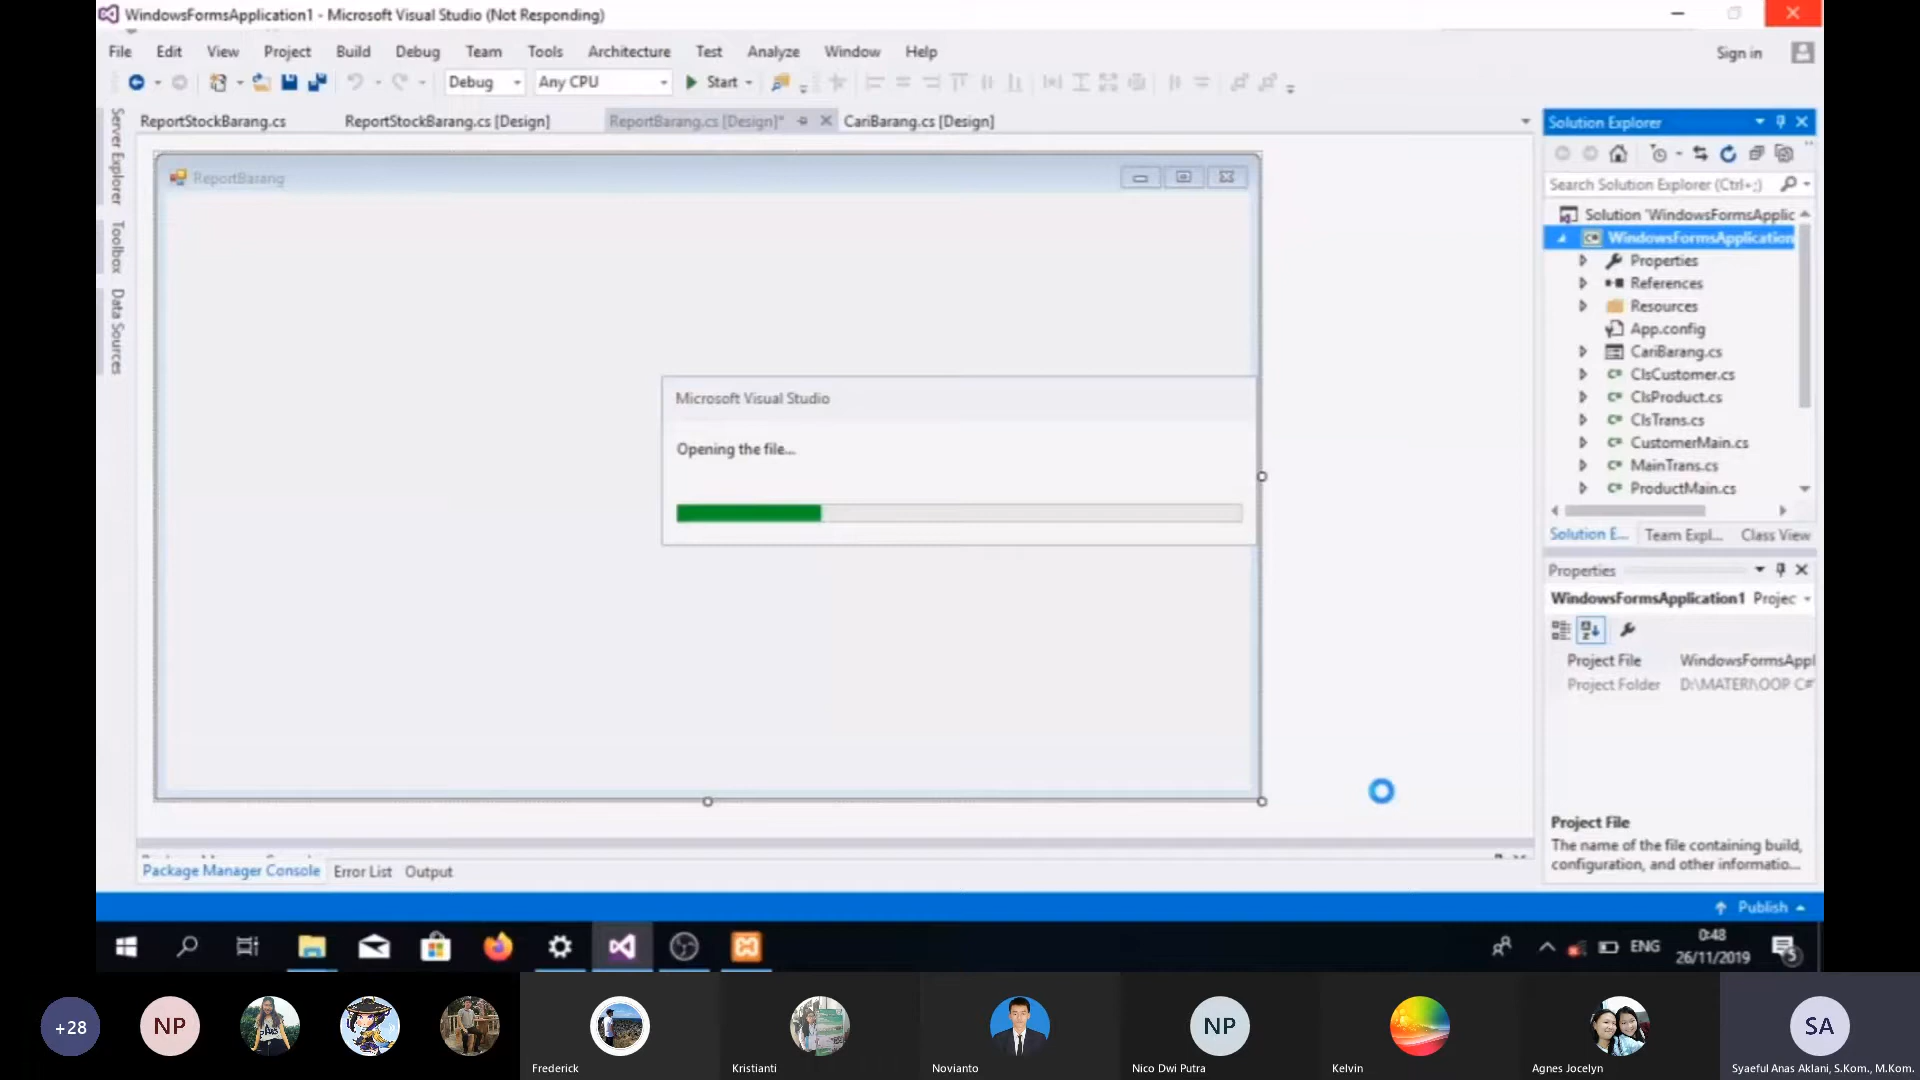 WindowsFormsApplication1 - Microsoft Visual Studio (Not Responding)
File Edit View Project Build Debug Team Tools Architecture Test Analyze Window Help
Sign in
Debug Any CPU Start
ReportStockBarang.cs ReportStockBarang.cs [Design] ReportBarang.cs [Design]* CariBarang.cs [Design]
Server Explorer
Toolbox
Data Sources
ReportBarang
Microsoft Visual Studio
Opening the file...
Solution Explorer
Search Solution Explorer (Ctrl+;)
Solution 'WindowsFormsApplic
WindowsFormsApplication
Properties
References
Resources
App.config
CariBarang.cs
ClsCustomer.cs
ClsProduct.cs
ClsTrans.cs
CustomerMain.cs
MainTrans.cs
ProductMain.cs
Solution E... Team Expl... Class View
Properties
WindowsFormsApplication1 Projec
Project File WindowsFormsAppl
Project Folder D:\MATERI\OOP C#
Project File
The name of the file containing build,
configuration, and other informatio...
Package Manager Console Error List Output
Publish
ENG
0:48
26/11/2019
5
+28
NP
NP
SA
Frederick
Kristianti
Novianto
Nico Dwi Putra
Kelvin
Agnes Jocelyn
Syaeful Anas Aklani, S.Kom., M.Kom.